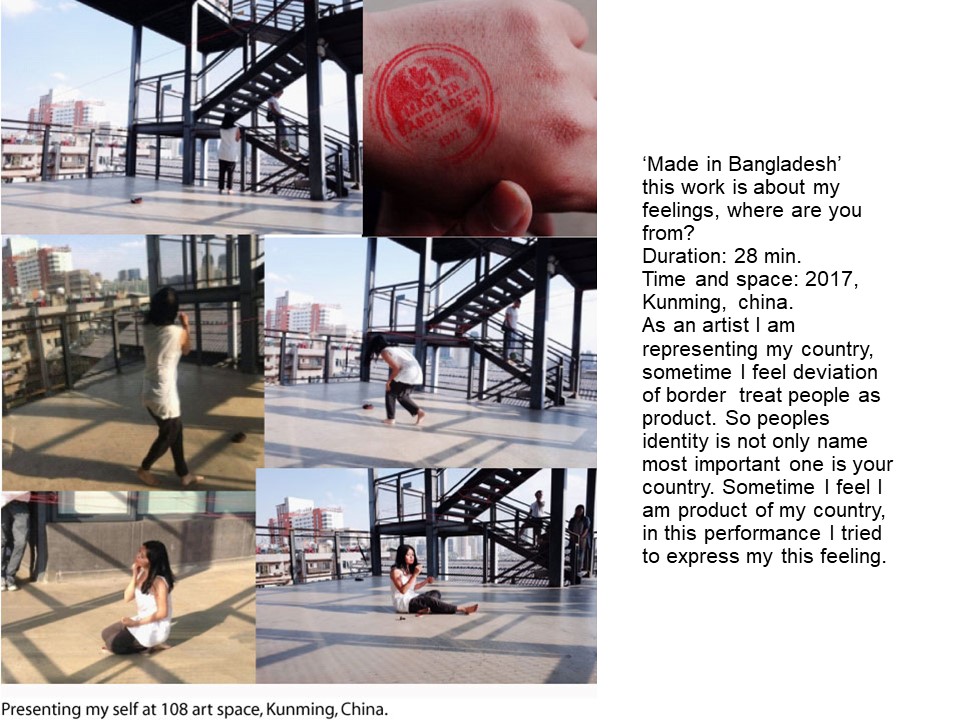 MADE IN
BANGLADESH
‘Made in Bangladesh’
this work is about my
feelings, where are you
from?
Duration: 28 min.
Time and space: 2017,
Kunming, china.
As an artist I am
representing my country,
sometime I feel deviation
of border treat people as
product. So peoples
identity is not only name
most important one is your
country. Sometime I feel I
am product of my country,
in this performance I tried
to express my this feeling.
Presenting my self at 108 art space, Kunming, China.